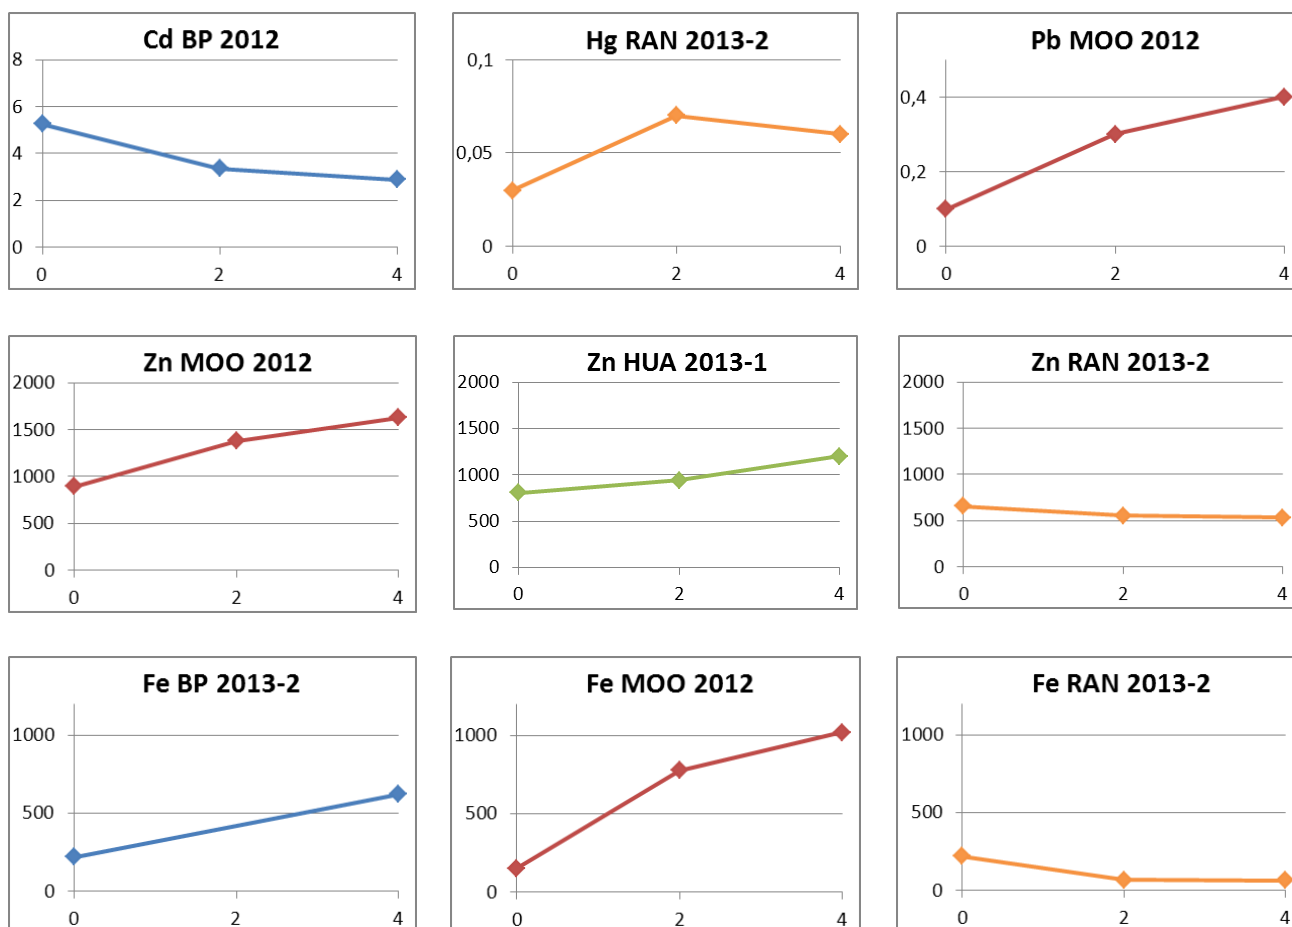 Cd BP 2012
8
6
4
2
0
0 2 4
Hg RAN 2013-2
0,1
0,05
0
0 2 4
Pb MOO 2012
0,4
0,2
0
0 2 4
Zn MOO 2012
2000
1500
1000
500
0
0 2 4
Zn HUA 2013-1
2000
1500
1000
500
0
0 2 4
Zn RAN 2013-2
2000
1500
1000
500
0
0 2 4
Fe BP 2013-2
1000
500
0
0 2 4
Fe MOO 2012
1000
500
0
0 2 4
Fe RAN 2013-2
1000
500
0
0 2 4